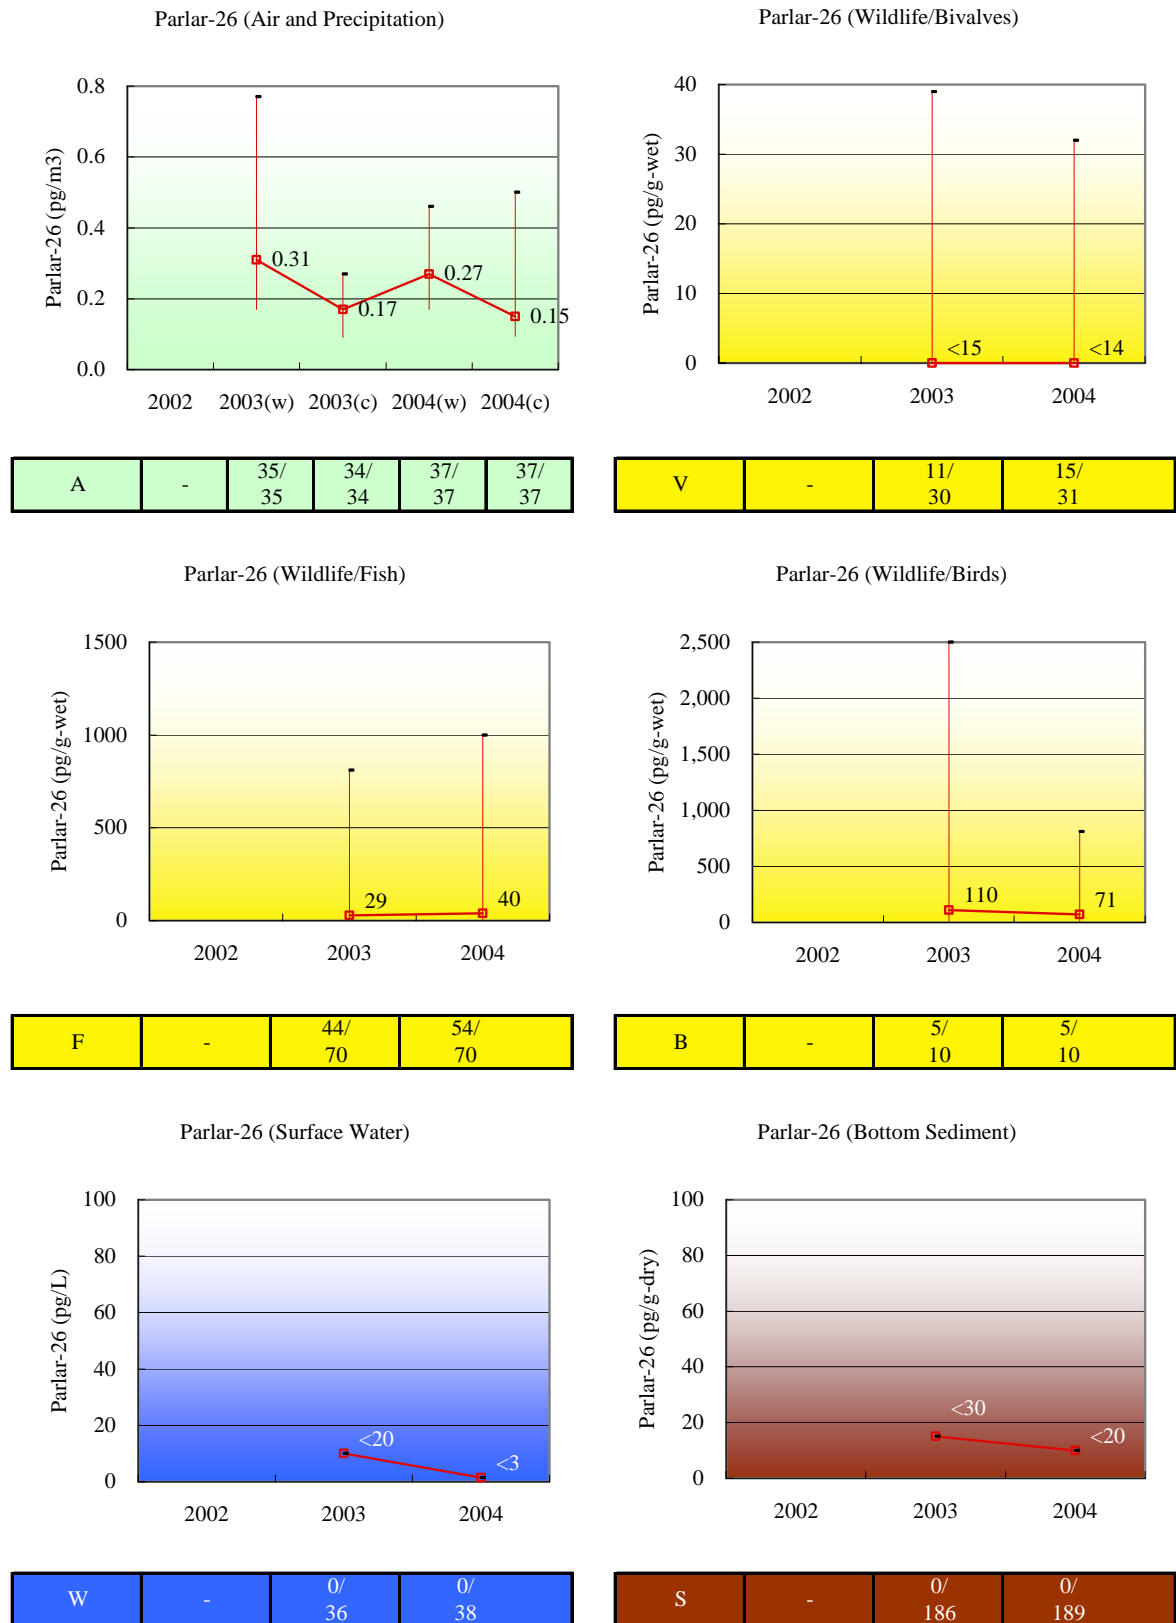 Parlar-26 (Air and Precipitation)
Parlar-26 (pg/m3)
0.8
0.6
0.4
0.2
0.0
0.31
0.17
0.27
0.15
2002 2003(w) 2003(c) 2004(w) 2004(c)
A - 35/ 34/ 37/ 37/
35 34 37 37
Parlar-26 (Wildlife/Bivalves)
Parlar-26 (pg/g-wet)
40
30
20
10
0
<15 <14
2002 2003 2004
V - 11/ 15/
30 31
Parlar-26 (Wildlife/Fish)
Parlar-26 (pg/g-wet)
1500
1000
500
0
29 40
2002 2003 2004
F - 44/ 54/
70 70
Parlar-26 (Wildlife/Birds)
Parlar-26 (pg/g-wet)
2,500
2,000
1,500
1,000
500
0
110 71
2002 2003 2004
B - 5/ 5/
10 10
Parlar-26 (Surface Water)
Parlar-26 (pg/L)
100
80
60
40
20
0
<20
<3
2002 2003 2004
W - 0/ 0/
36 38
Parlar-26 (Bottom Sediment)
Parlar-26 (pg/g-dry)
100
80
60
40
20
0
<30
<20
2002 2003 2004
S - 0/ 0/
186 189